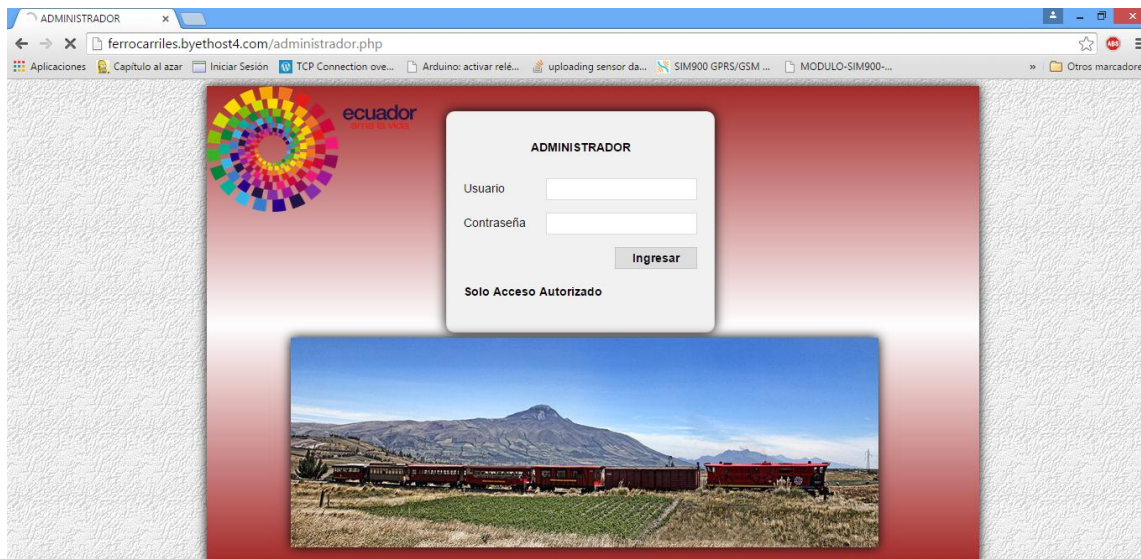 ADMINISTRADOR
ferrocarriles.byethost4.com/administrador.php
ABS
Aplicaciones Capítulo al azar Iniciar Sesión TCP Connection ove... Arduino: activar relé... uploading sensor da... SIM900 GPRS/GSM ... MODULO-SIM900-... » Otros marcadore
ecuador
ama la vida
ADMINISTRADOR
Usuario
Contraseña
Ingresar
Solo Acceso Autorizado